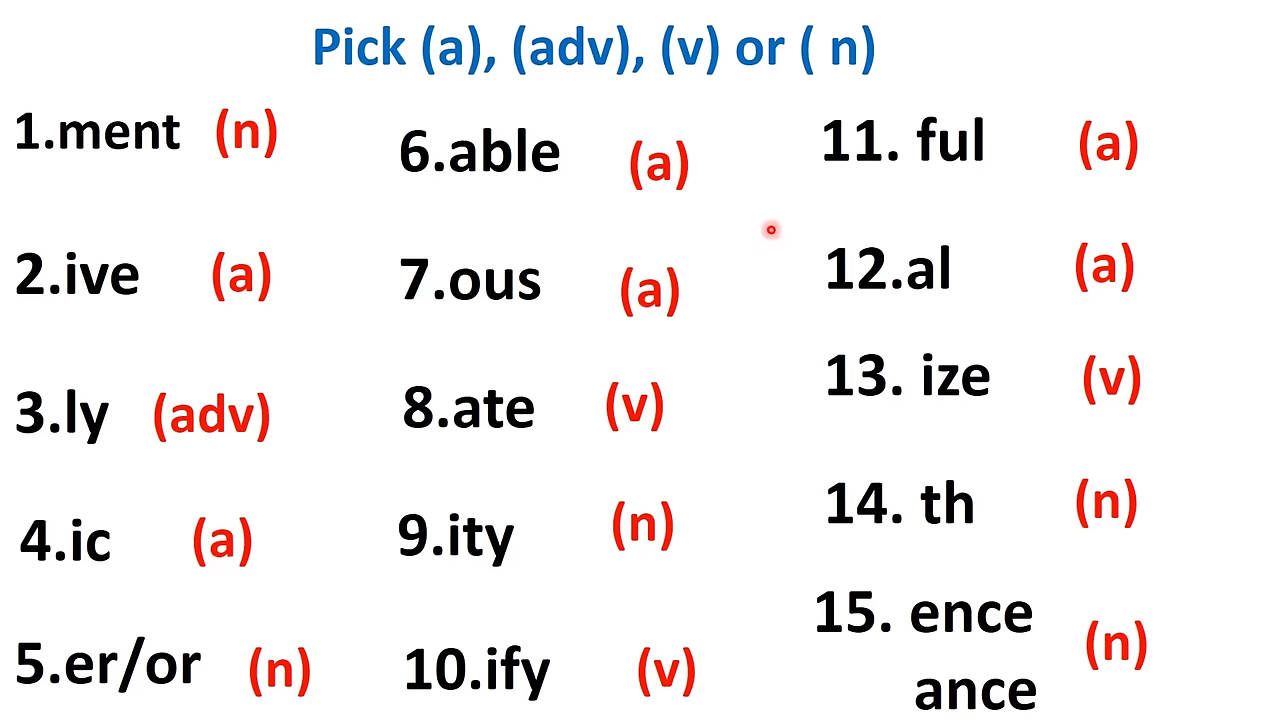 Pick (a), (adv), (v) or ( n)
1.ment (n)
2.ive (a)
3.ly (adv)
4.ic (a)
5.er/or (n)
6.able (a)
7.ous (a)
8.ate (v)
9.ity (n)
10.ify (v)
11. ful (a)
12.al (a)
13. ize (v)
14. th (n)
15. ence (n)
ance